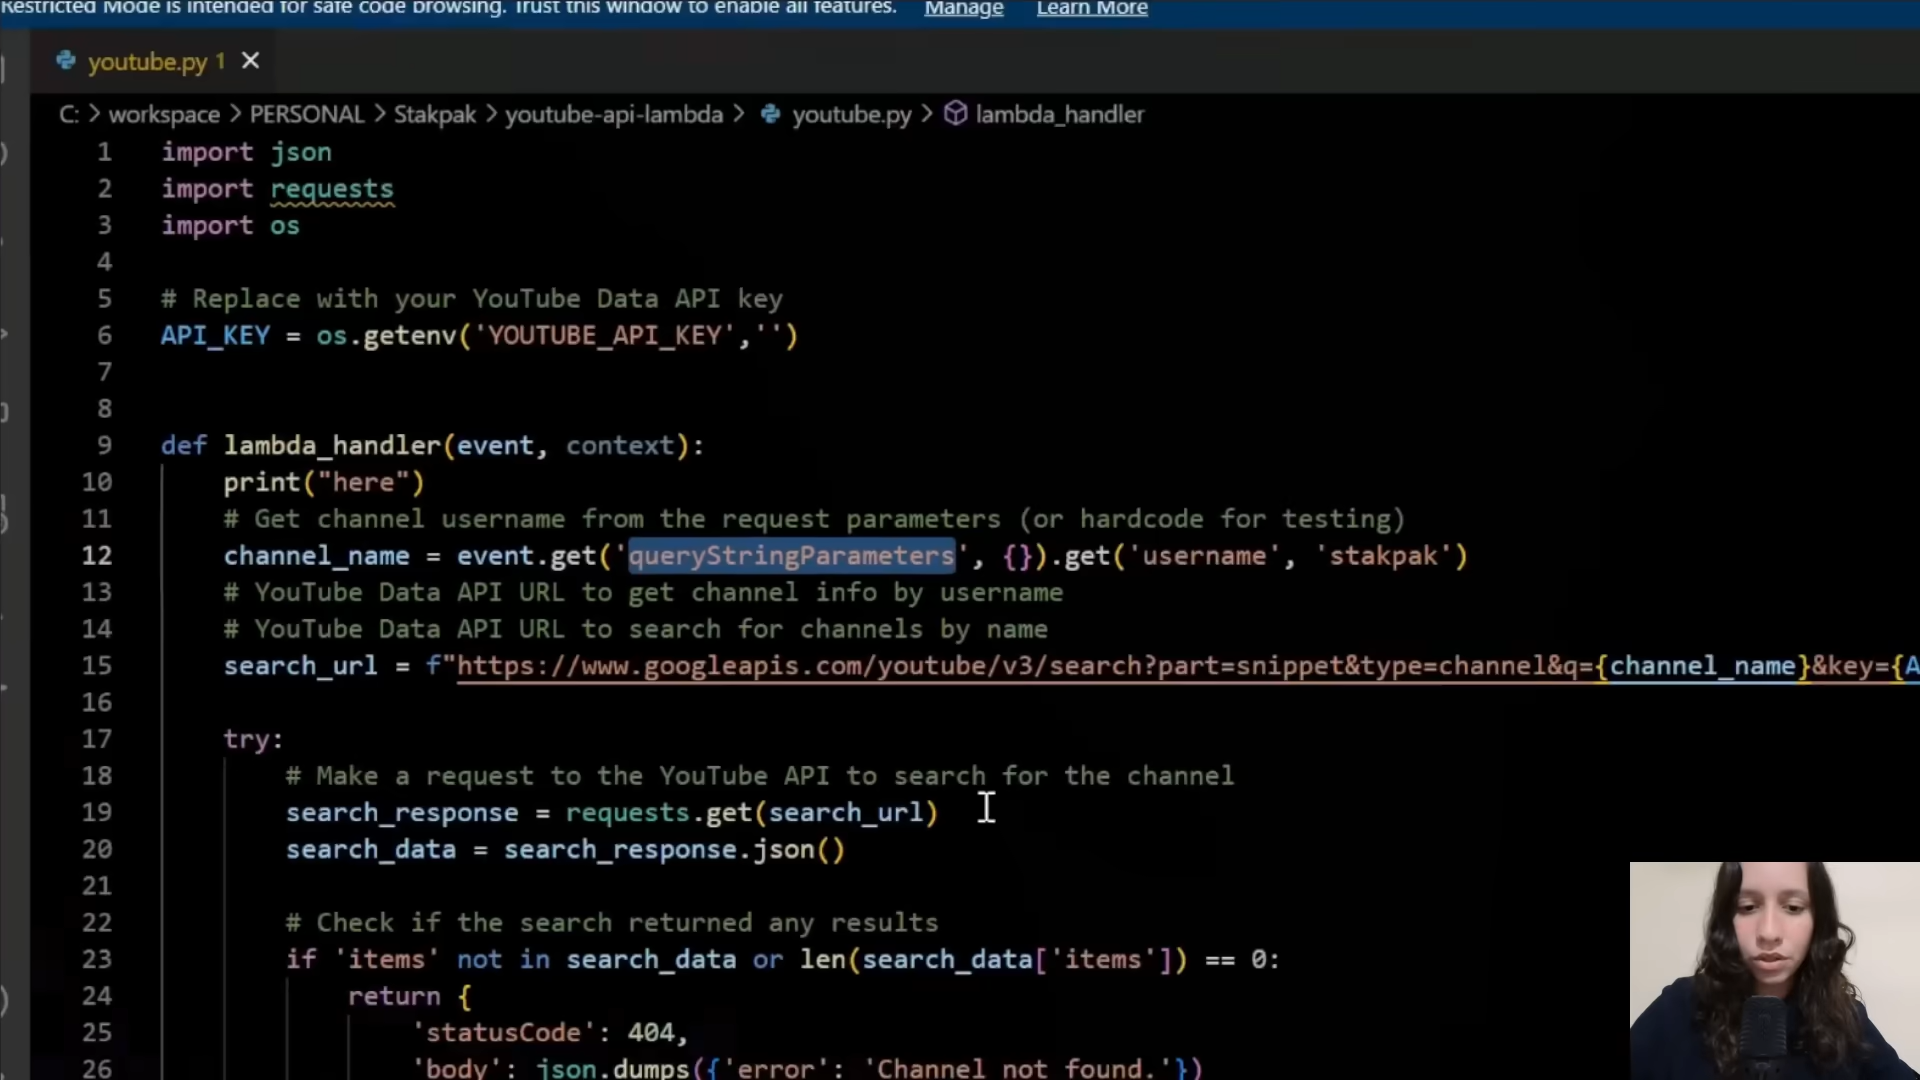 Restricted Mode is intended for safe code browsing. Trust this window to enable all features. Manage Learn More
youtube.py 1
C: > workspace > PERSONAL > Stakpak > youtube-api-lambda > youtube.py > lambda_handler
1 import json
2 import requests
3 import os
4
5 # Replace with your YouTube Data API key
6 API_KEY = os.getenv('YOUTUBE_API_KEY','')
7
8
9 def lambda_handler(event, context):
10 print("here")
11 # Get channel username from the request parameters (or hardcode for testing)
12 channel_name = event.get('queryStringParameters', {}).get('username', 'stakpak')
13 # YouTube Data API URL to get channel info by username
14 # YouTube Data API URL to search for channels by name
15 search_url = f"https://www.googleapis.com/youtube/v3/search?part=snippet&type=channel&q={channel_name}&key={A
16
17 try:
18 # Make a request to the YouTube API to search for the channel
19 search_response = requests.get(search_url)
20 search_data = search_response.json()
21
22 # Check if the search returned any results
23 if 'items' not in search_data or len(search_data['items']) == 0:
24 return {
25 'statusCode': 404,
26 'body': json.dumps({'error': 'Channel not found.'})